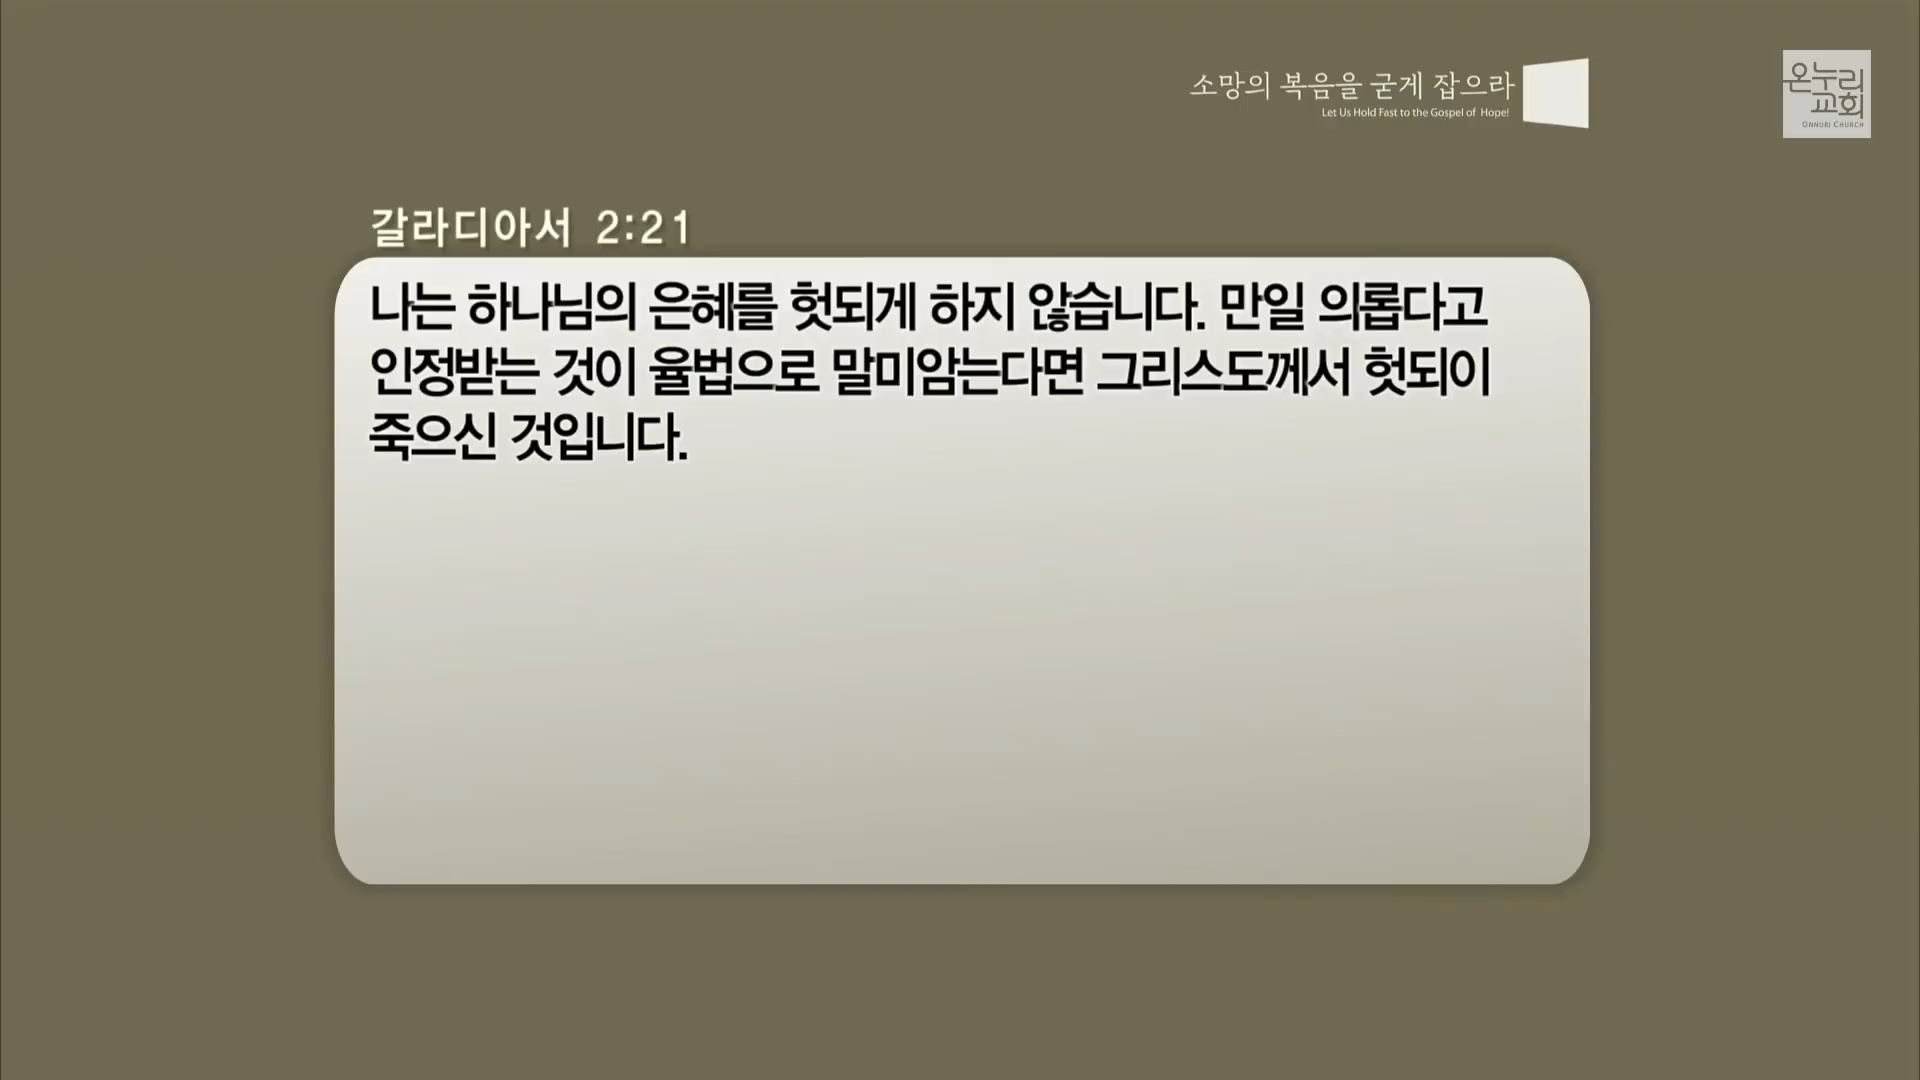 소망의 복음을 굳게 잡으라
Let Us Hold Fast to the Gospel of Hope!
온누리
교회
ONNURI CHURCH
갈라디아서 2:21
나는 하나님의 은혜를 헛되게 하지 않습니다. 만일 의롭다고
인정받는 것이 율법으로 말미암는다면 그리스도께서 헛되이
죽으신 것입니다.